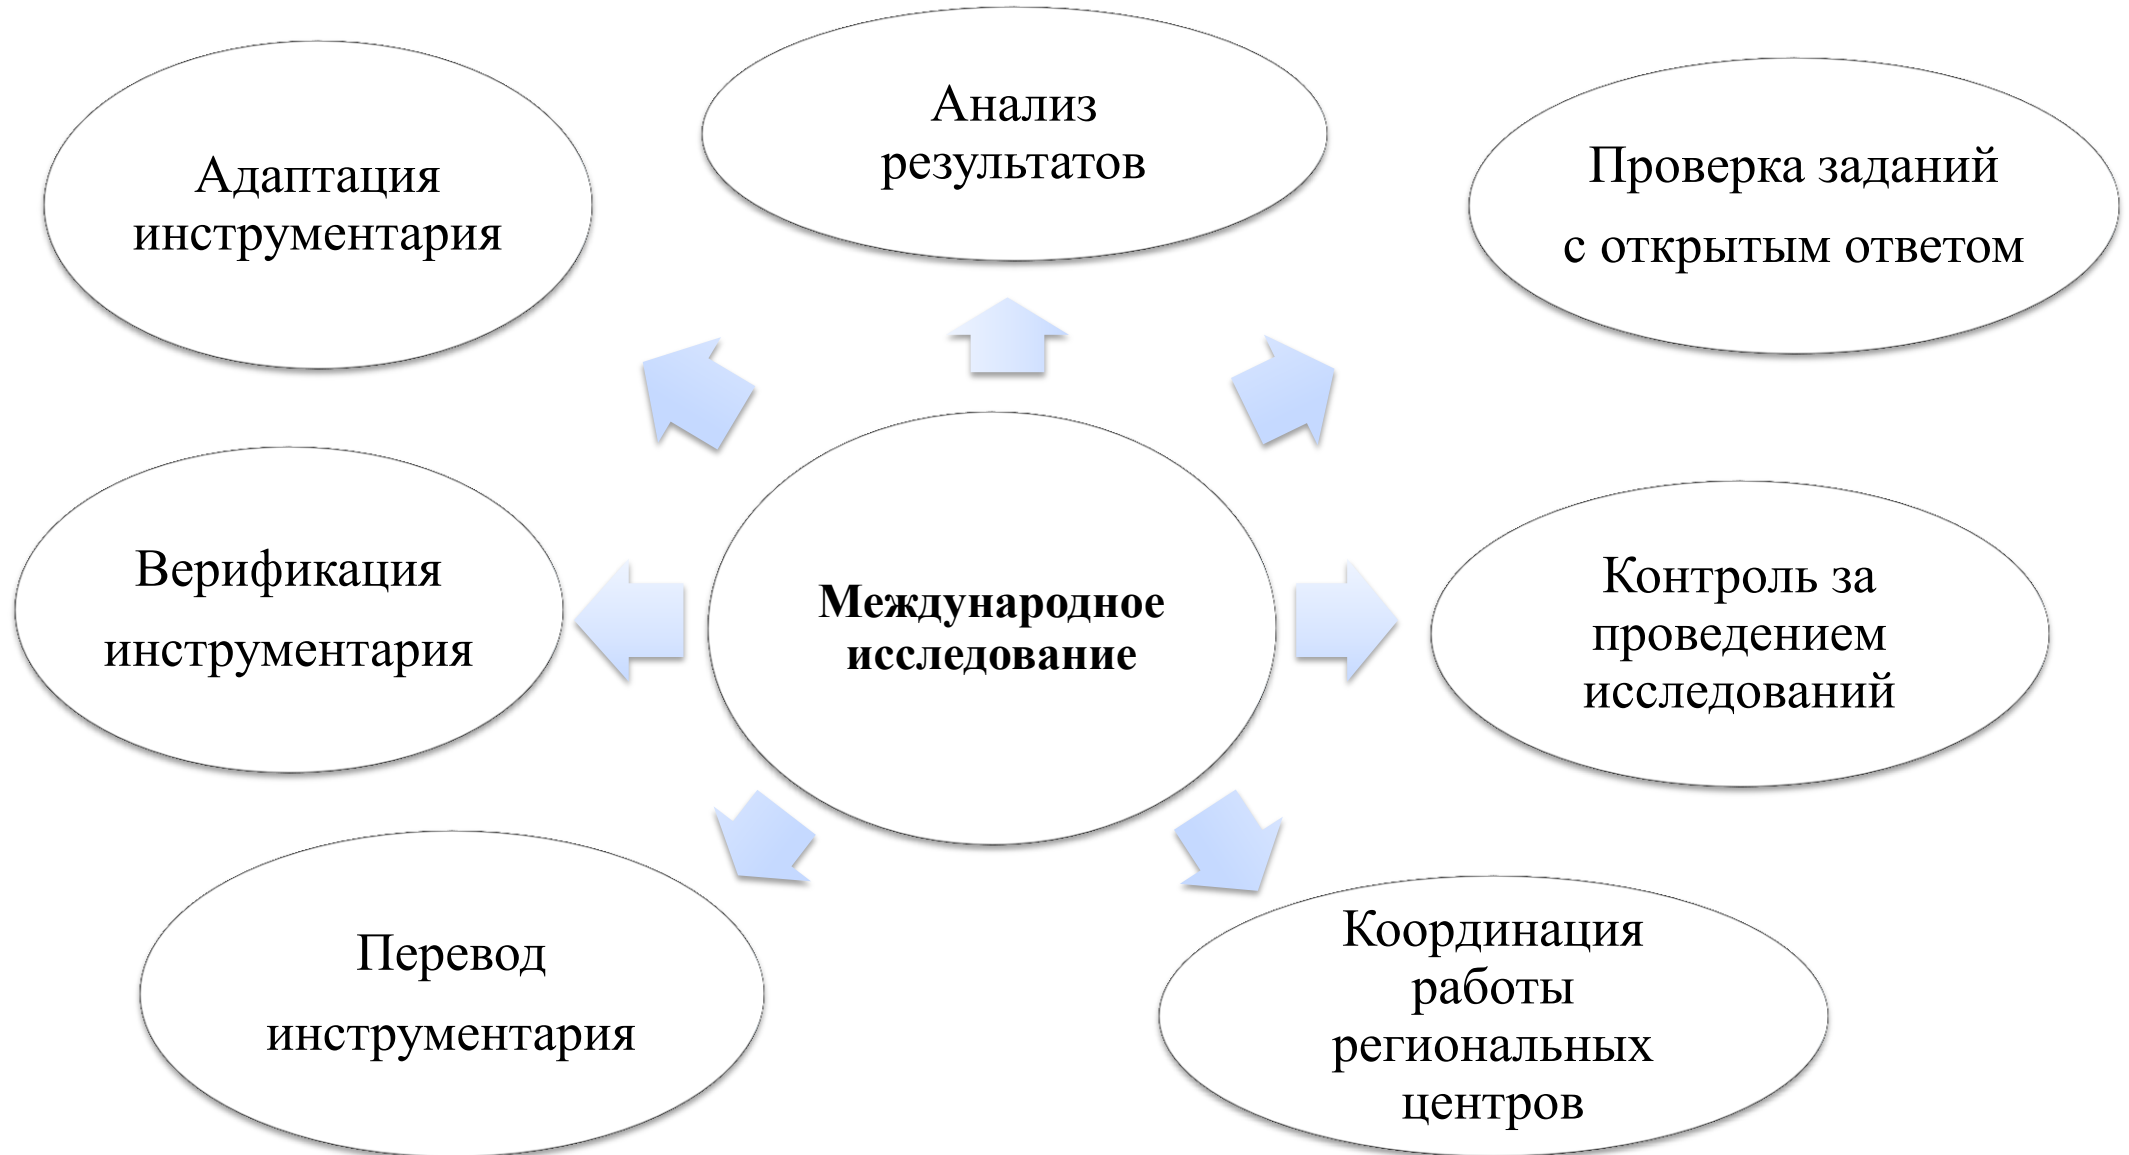 Анализ
результатов
Адаптация
инструментария
Проверка заданий
с открытым ответом
Верификация
инструментария
Международное
исследование
Контроль за
проведением
исследований
Перевод
инструментария
Координация
работы
региональных
центров